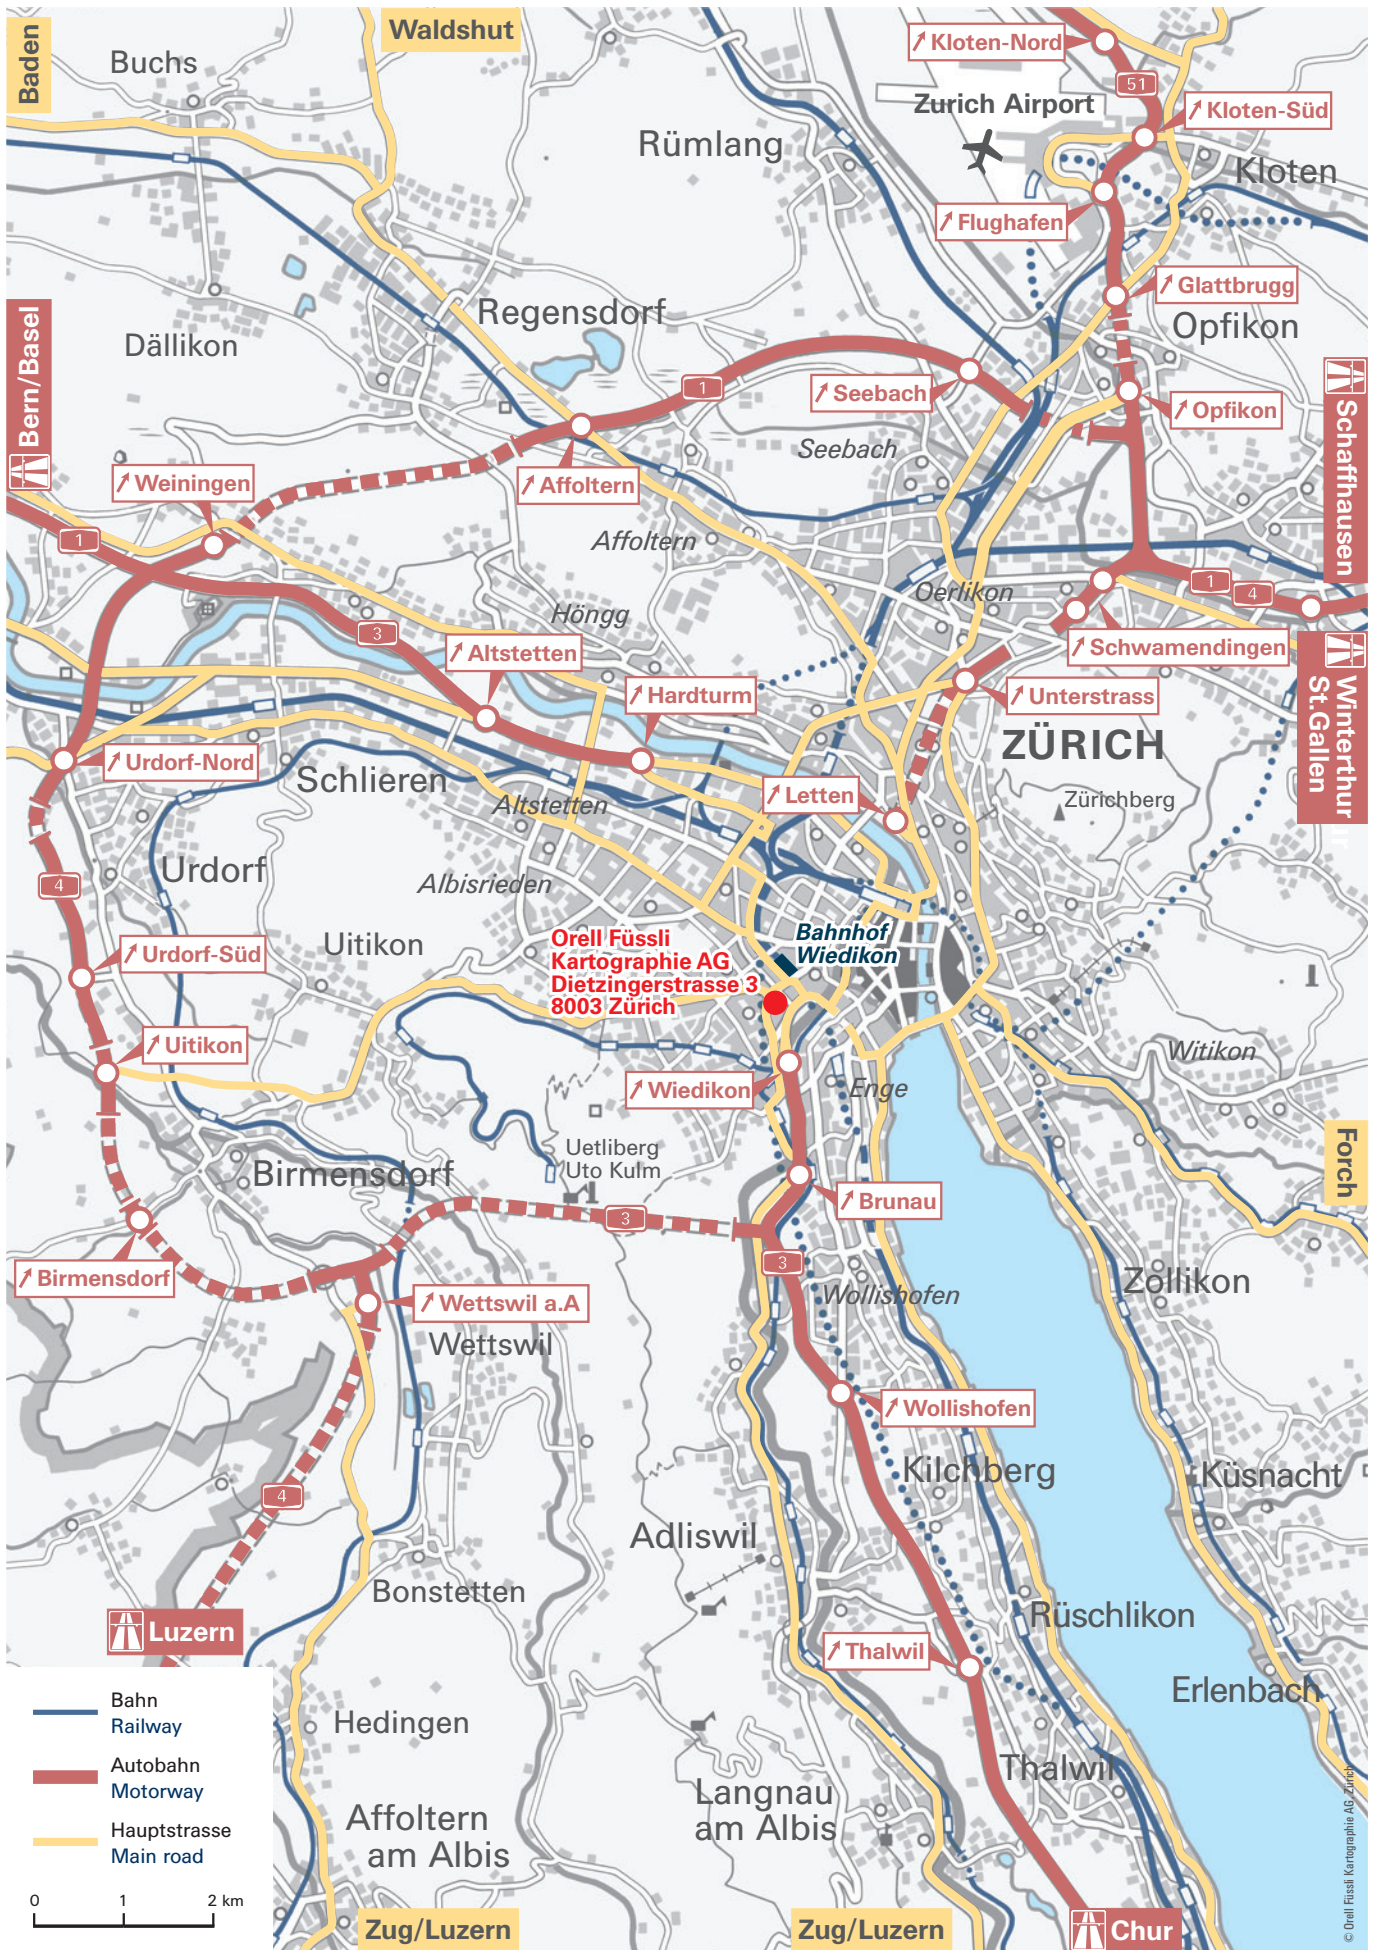 Baden
Waldshut
Buchs
Kloten-Nord
51
Zurich Airport
Kloten-Süd
Rümlang
Kloten
Flughafen
Glattbrugg
Regensdorf
Opfikon
Dällikon
Bern/Basel
1
Seebach
Opfikon
Schaffhausen
Seebach
Weiningen
Affoltern
1
Affoltern
Oerlikon
1
4
Höngg
3
Altstetten
Schwamendingen
Hardturm
Unterstrass
Winterthur
St.Gallen
ZÜRICH
Urdorf-Nord
Schlieren
Letten
Zürichberg
Altstetten
Urdorf
4
Albisrieden
Urdorf-Süd
Uitikon
Orell Füssli
Kartographie AG
Dietzingerstrasse 3
8003 Zürich
Bahnhof
Wiedikon
Uitikon
Witikon
Wiedikon
Enge
Forch
Uetliberg
Uto Kulm
Birmensdorf
Brunau
3
3
Birmensdorf
Zollikon
Wettswil a.A
Wollishofen
Wettswil
Wollishofen
Kilchberg
Küsnacht
4
Adliswil
Bonstetten
Rüschlikon
Luzern
Thalwil
Erlenbach
Bahn
Railway
Hedingen
Autobahn
Motorway
Thalwil
Langnau
am Albis
Hauptstrasse
Main road
Affoltern
am Albis
0 1 2 km
Zug/Luzern
Zug/Luzern
Chur
© Orell Füssli Kartographie AG, Zürich